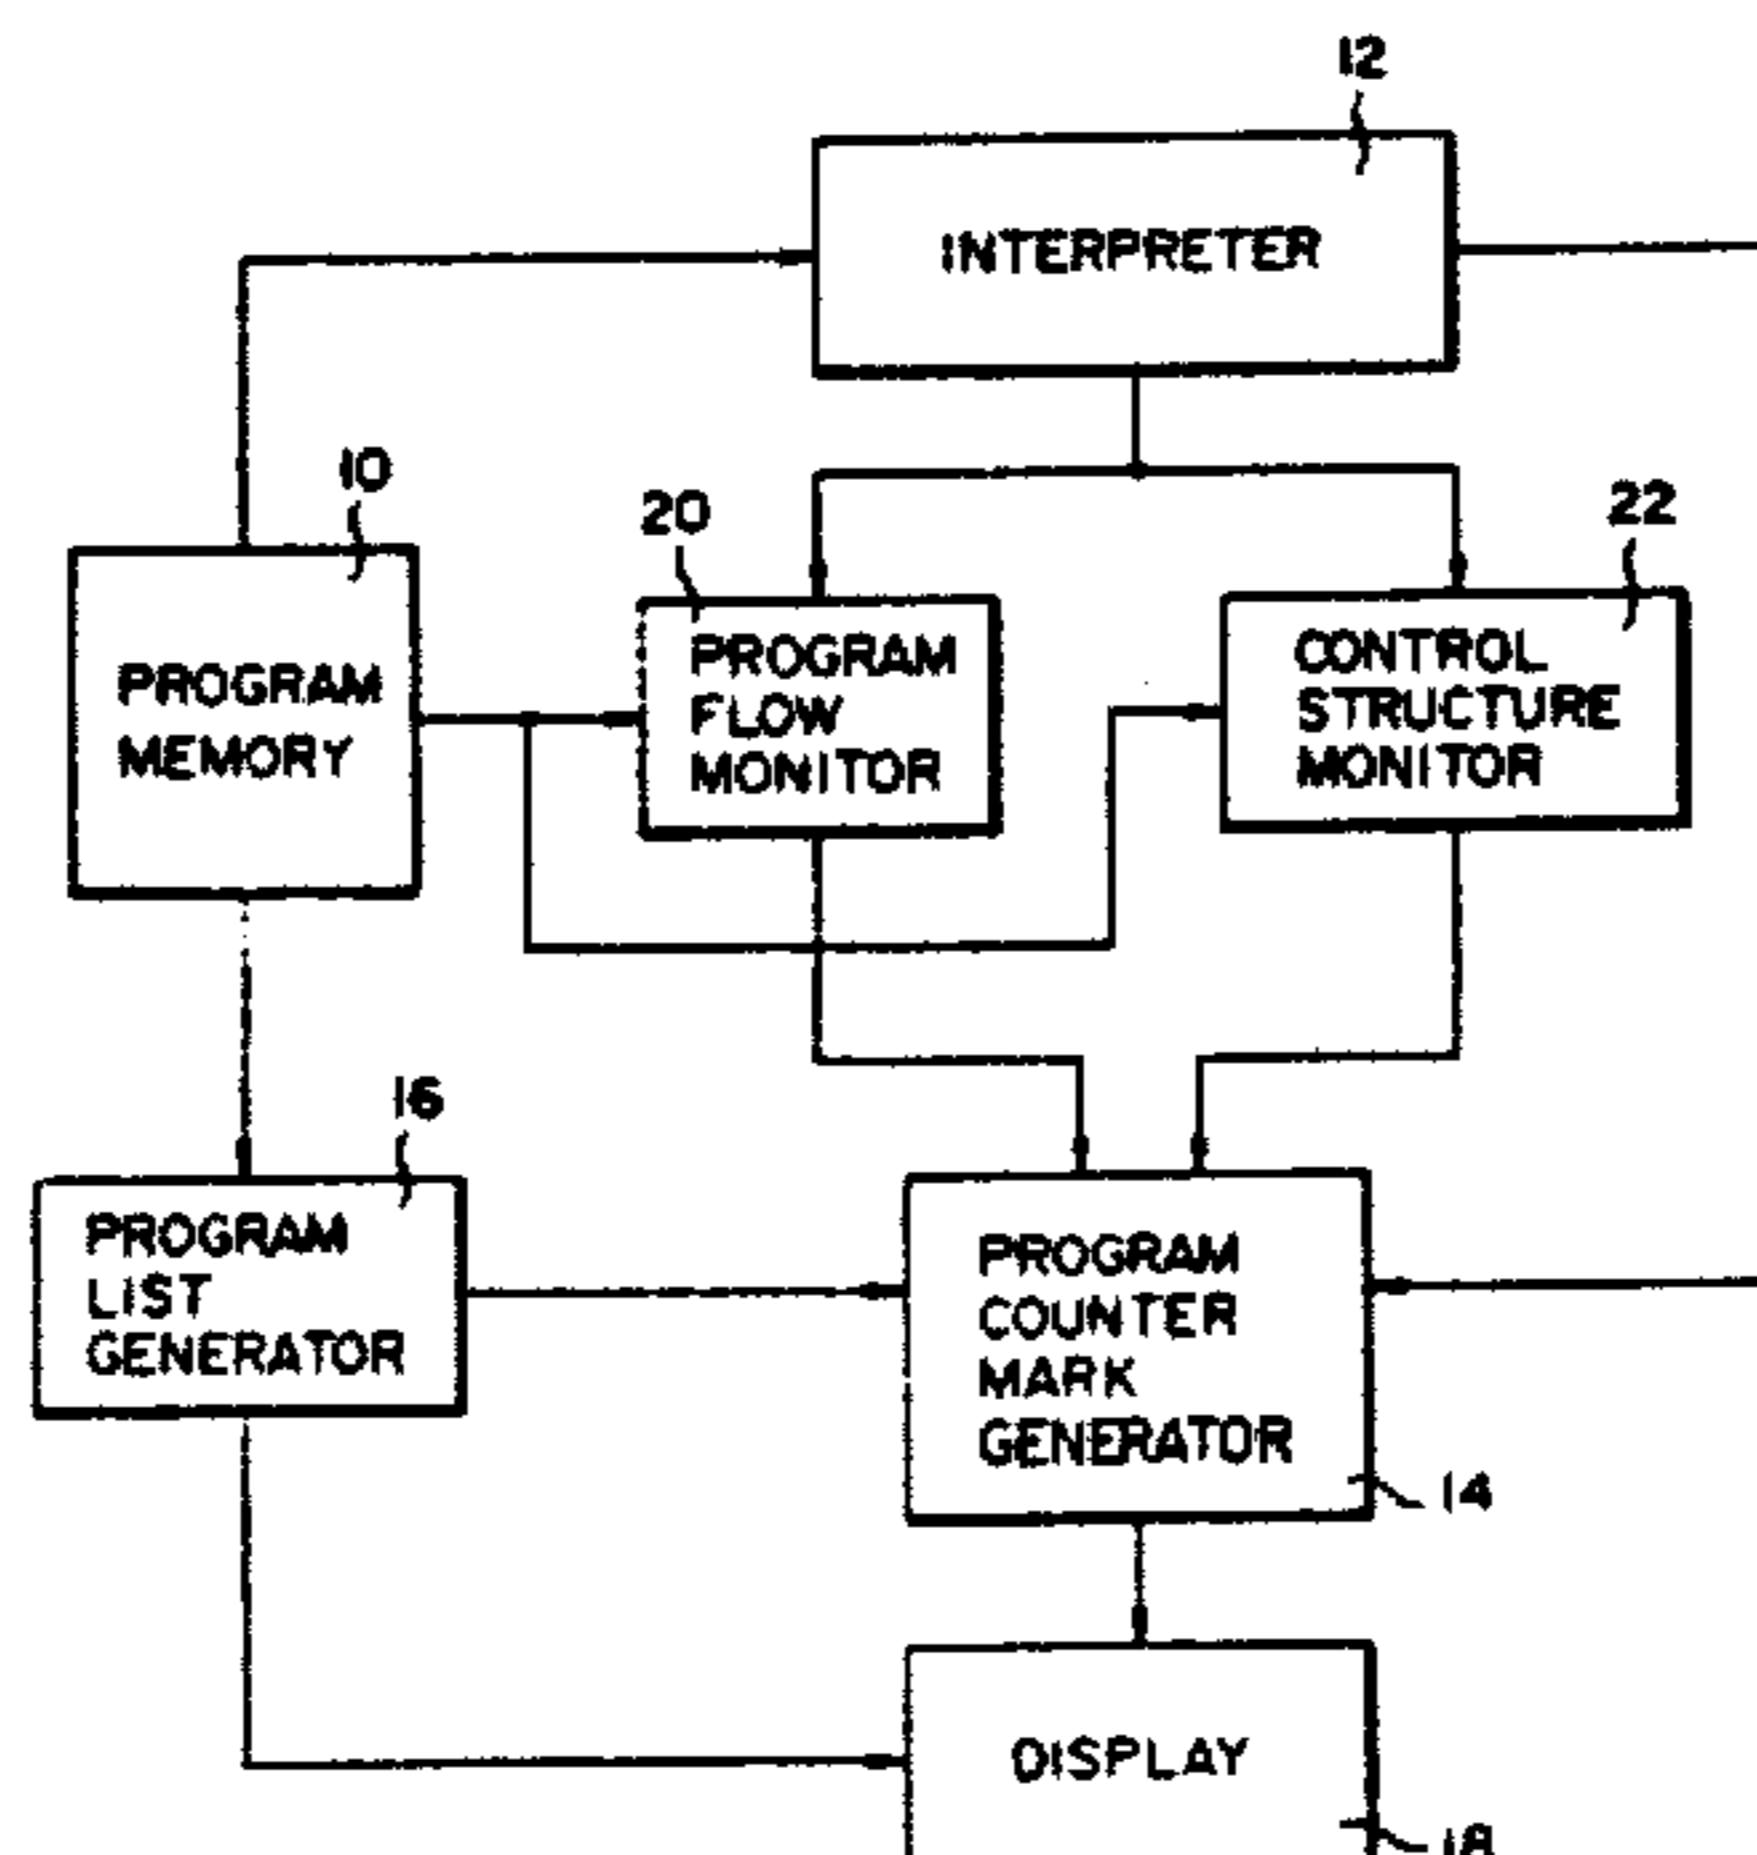 12
INTERPRETER
10
20
22
PROGRAM
MEMORY
PROGRAM
FLOW
MONITOR
CONTROL
STRUCTURE
MONITOR
16
PROGRAM
LIST
GENERATOR
PROGRAM
COUNTER
MARK
GENERATOR
14
DISPLAY
18